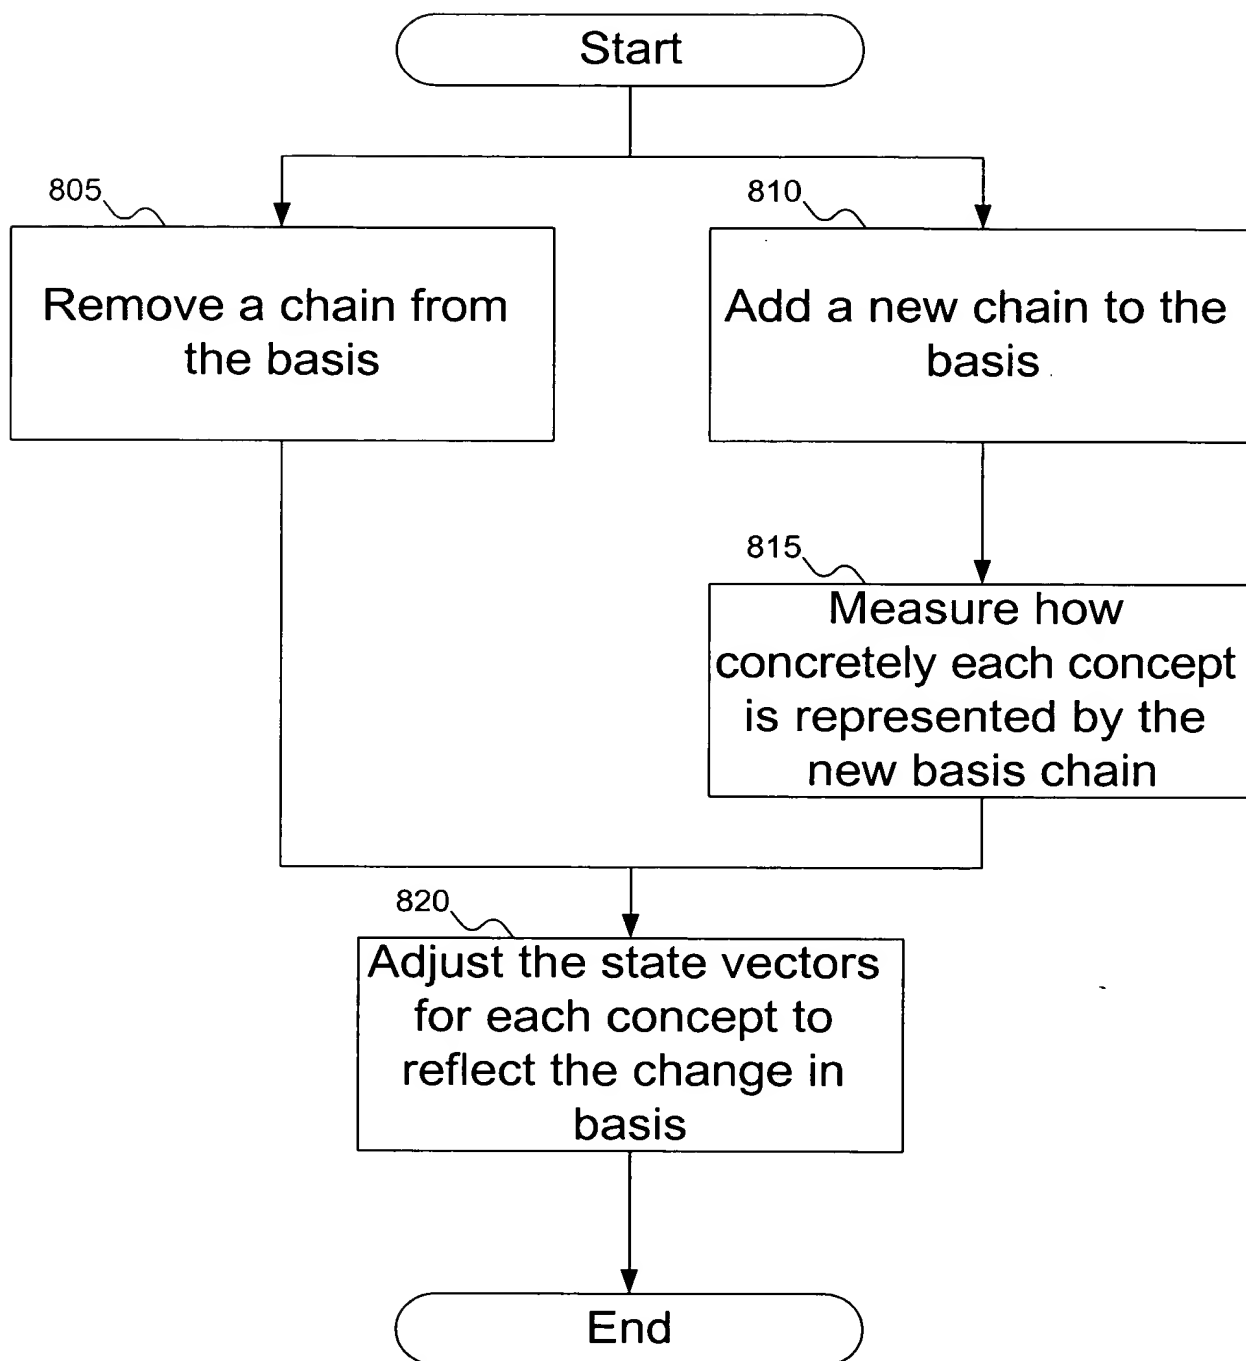 Start
805
Remove a chain from
the basis
810
Add a new chain to the
basis
815
Measure how
concretely each concept
is represented by the
new basis chain
820
Adjust the state vectors
for each concept to
reflect the change in
basis
End